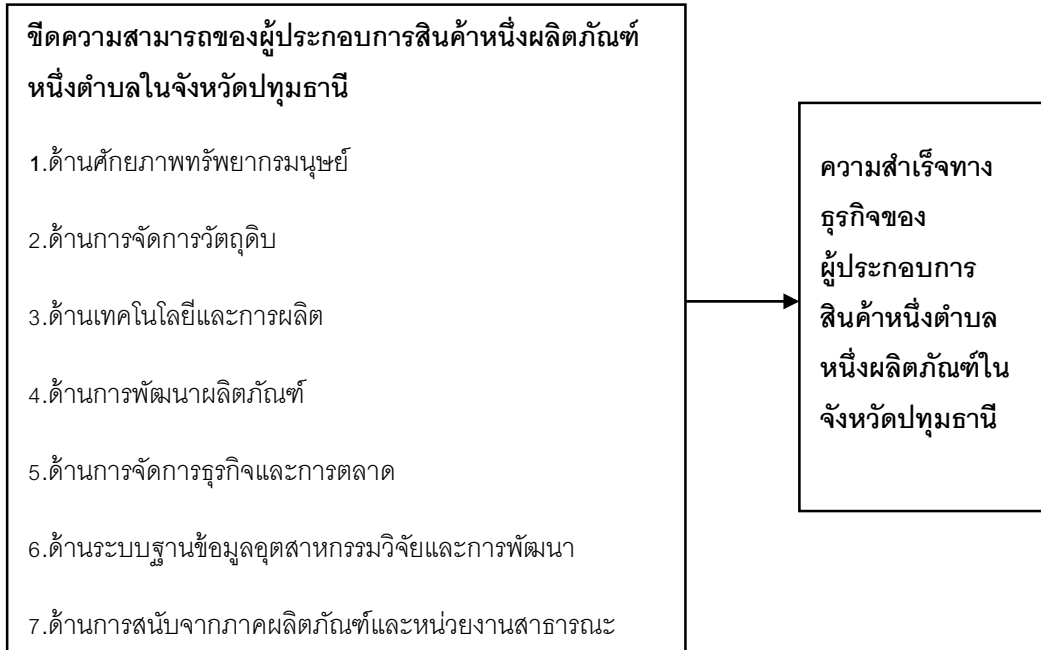 ขีดความสามารถของผู้ประกอบการสินค้าหนึ่งผลิตภัณฑ์
หนึ่งตำบลในจังหวัดปทุมธานี
1.ด้านศักยภาพทรัพยากรมนุษย์
2.ด้านการจัดการวัตถุดิบ
3.ด้านเทคโนโลยีและการผลิต
4.ด้านการพัฒนาผลิตภัณฑ์
5.ด้านการจัดการธุรกิจและการตลาด
6.ด้านระบบฐานข้อมูลอุตสาหกรรมวิจัยและการพัฒนา
7.ด้านการสนับจากภาคผลิตภัณฑ์และหน่วยงานสาธารณะ
ความสำเร็จทาง
ธุรกิจของ
ผู้ประกอบการ
สินค้าหนึ่งตำบล
หนึ่งผลิตภัณฑ์ใน
จังหวัดปทุมธานี